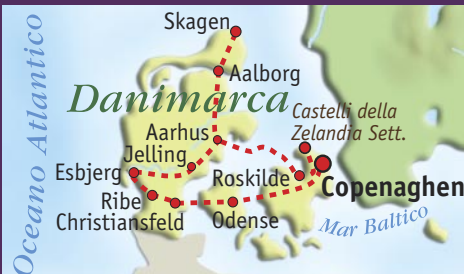 Skagen
Oceano Atlantico
Aalborg
Danimarca
Castelli della
Zelandia Sett.
Aarhus
Jelling
Esbjerg
Roskilde
Copenaghen
Ribe
Christiansfeld
Odense
Mar Baltico